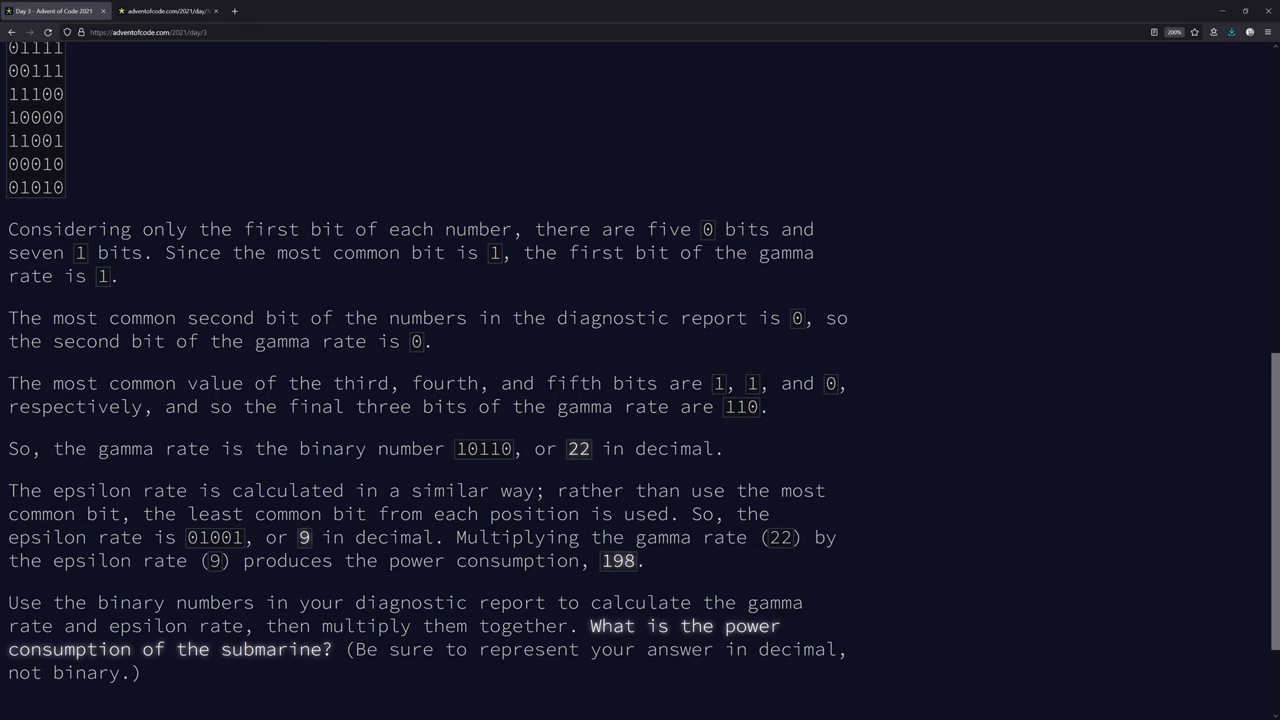 Day 3 - Advent of Code 2021
adventofcode.com/2021/day/
https://adventofcode.com/2021/day/3
200%
01111
00111
11100
10000
11001
00010
01010
Considering only the first bit of each number, there are five 0 bits and
seven 1 bits. Since the most common bit is 1, the first bit of the gamma
rate is 1.
The most common second bit of the numbers in the diagnostic report is 0, so
the second bit of the gamma rate is 0.
The most common value of the third, fourth, and fifth bits are 1, 1, and 0,
respectively, and so the final three bits of the gamma rate are 110.
So, the gamma rate is the binary number 10110, or 22 in decimal.
The epsilon rate is calculated in a similar way; rather than use the most
common bit, the least common bit from each position is used. So, the
epsilon rate is 01001, or 9 in decimal. Multiplying the gamma rate (22) by
the epsilon rate (9) produces the power consumption, 198.
Use the binary numbers in your diagnostic report to calculate the gamma
rate and epsilon rate, then multiply them together. What is the power
consumption of the submarine? (Be sure to represent your answer in decimal,
not binary.)